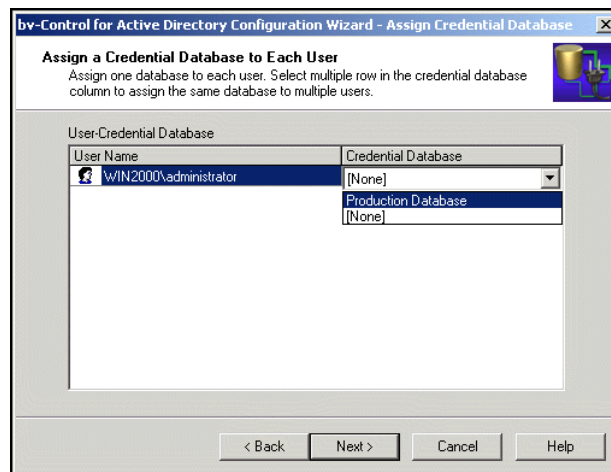 bv-Control for Active Directory Configuration Wizard - Assign Credential Database
Assign a Credential Database to Each User
Assign one database to each user. Select multiple row in the credential database
column to assign the same database to multiple users.
User-Credential Database
User Name Credential Database
WIN2000\administrator [None]
Production Database
[None]
< Back Next > Cancel Help